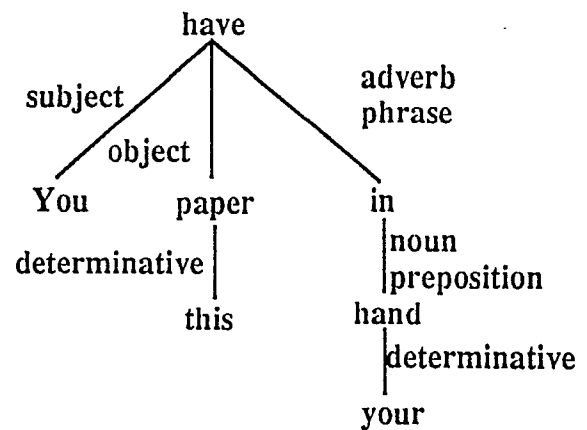 have
subject
adverb
phrase
object
You
paper
in
determinative
noun
preposition
this
hand
determinative
your